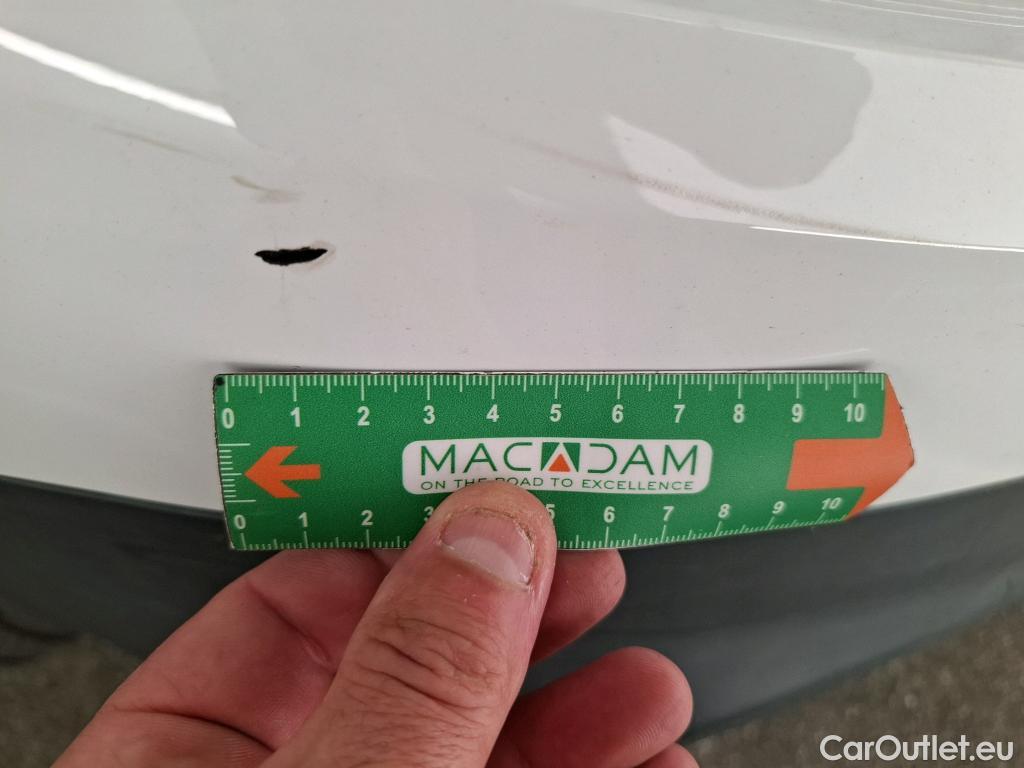 0 1 2 3 4 5 6 7 8 9 10
MACADAM
ON THE ROAD TO EXCELLENCE
0 1 2 3 5 6 7 8 9 10
CarOutlet.eu